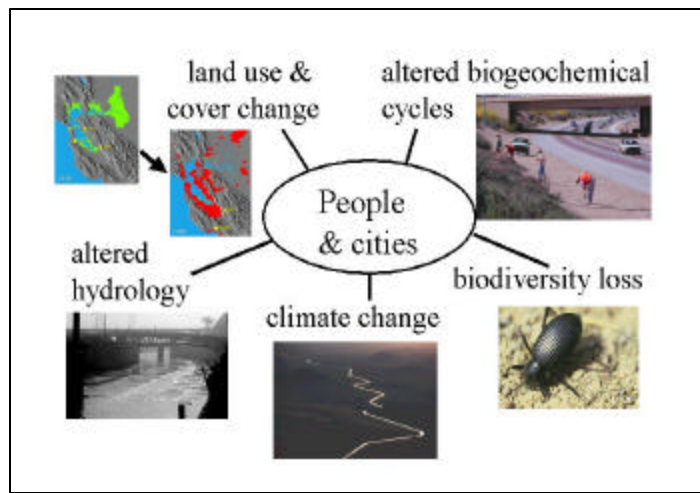 land use &
cover change
altered biogeochemical
cycles
People
& cities
altered
hydrology
climate change
biodiversity loss